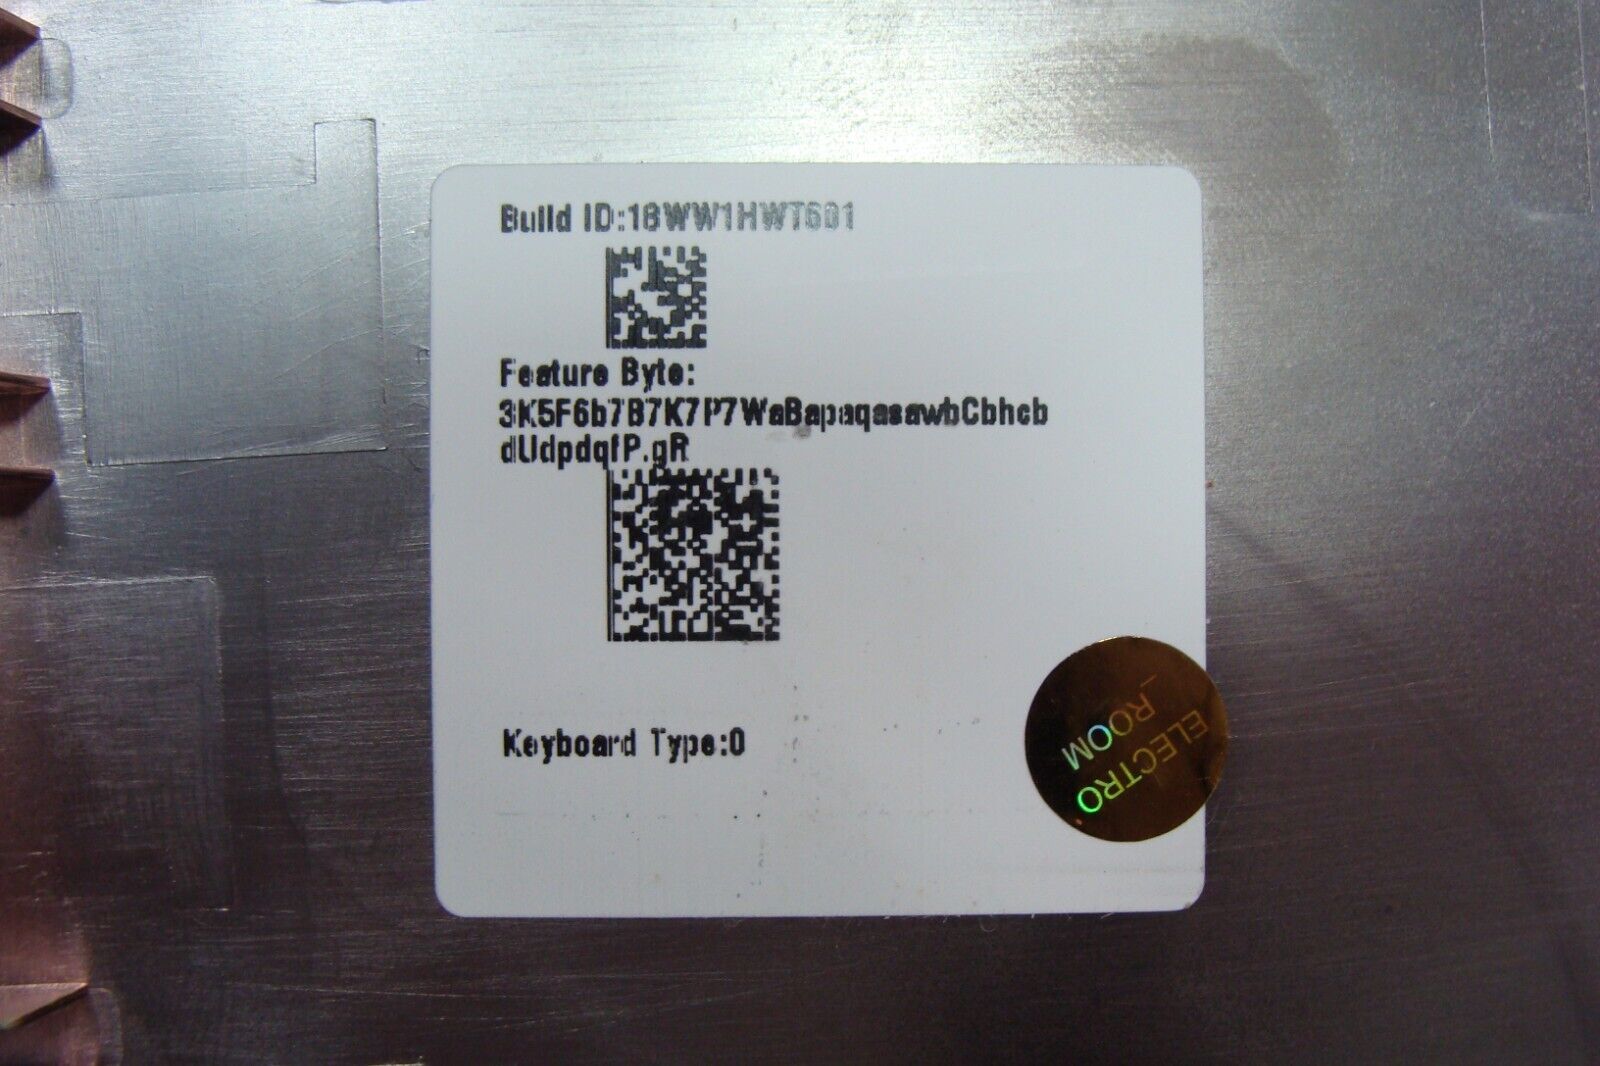 Build ID:18WW1HWT601
Feature Byte:
3K5F6b7B7K7P7WaBapaqasawbCbhcb
dUdpdqfP.gR
Keyboard Type:0
ELECTRO
ROOM